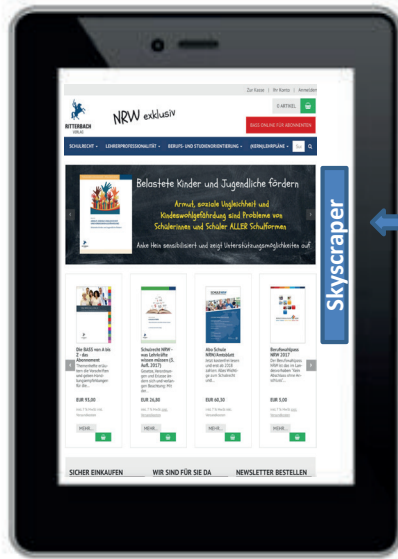 Zur Kasse | Ihr Konto | Anmelden
0 ARTIKEL
RITTERBACH
VERLAG
NRW exklusiv
BASS ONLINE FÜR ABONNENTEN
SCHULRECHT
LEHRERPROFESSIONALITÄT
BERUFS- UND STUDIENORIENTIERUNG
(KERN)LEHRPLÄNE
Belastete Kinder und Jugendliche fördern
Armut, soziale Ungleichheit und
Kindeswohlgefährdung sind Probleme von
Schülerinnen und Schüler ALLER Schulformen
Anke Hein sensibilisiert und zeigt Unterstützungsmöglichkeiten auf
Skyscraper
Die BASS von A bis
Z - das
Abonnement
EUR 93,00
MEHR...
Schulrecht NRW -
was Lehrkräfte
wissen müssen (3.
Aufl. 2017)
EUR 26,80
MEHR...
Abo Schule
NRW/Amtsblatt
EUR 60,30
MEHR...
Berufswahlpass
NRW 2017
EUR 5,00
MEHR...
SICHER EINKAUFEN
WIR SIND FÜR SIE DA
NEWSLETTER BESTELLEN